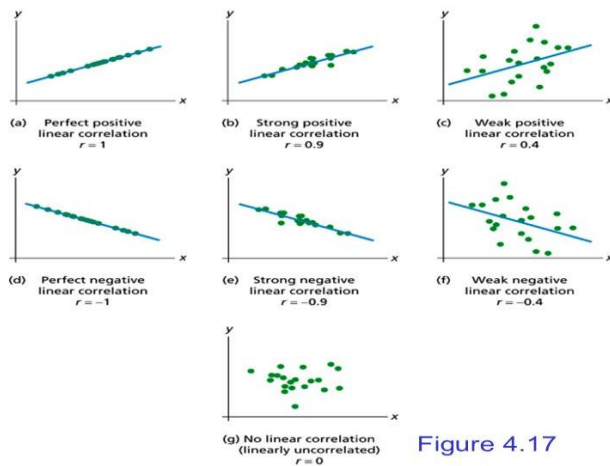 y
y
y
x
x
x
(a) Perfect positive
linear correlation
r = 1
(b) Strong positive
linear correlation
r = 0.9
(c) Weak positive
linear correlation
r = 0.4
y
y
y
x
x
x
(d) Perfect negative
linear correlation
r = −1
(e) Strong negative
linear correlation
r = −0.9
(f) Weak negative
linear correlation
r = −0.4
y
x
(g) No linear correlation
(linearly uncorrelated)
r = 0
Figure 4.17